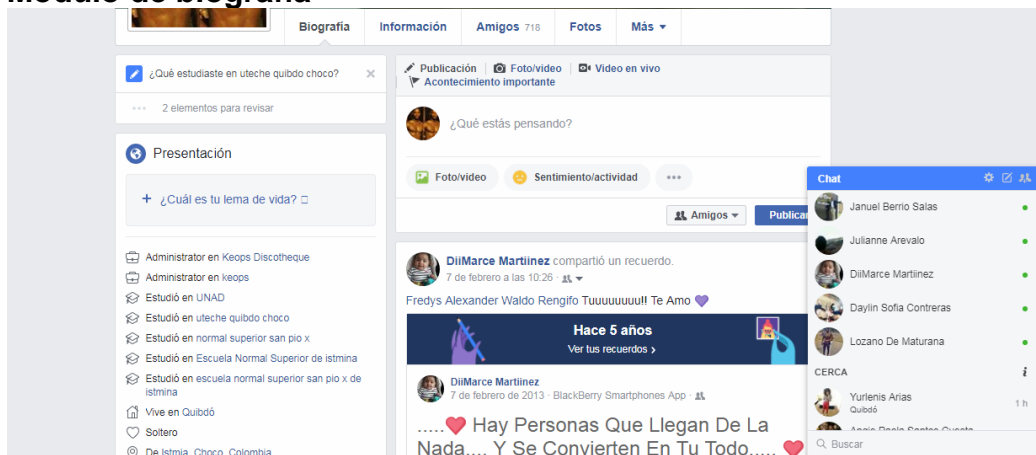 Módulo de biografía
Biografía Información Amigos 718 Fotos Más
¿Qué estudiaste en uteche quibdo choco?
2 elementos para revisar
Presentación
+ ¿Cuál es tu lema de vida?
Administrator en Keops Discotheque
Administrator en keops
Estudió en UNAD
Estudió en uteche quibdo choco
Estudió en normal superior san pio x
Estudió en Escuela Normal Superior de istmina
Estudió en escuela normal superior san pio x de
istmina
Vive en Quibdó
Soltero
De Istmia, Choco, Colombia
Publicación Foto/video Video en vivo
Acontecimiento importante
¿Qué estás pensando?
Foto/video Sentimiento/actividad
Amigos Publicar
DiiMarce Martiinez compartió un recuerdo.
7 de febrero a las 10:26 ·
Fredys Alexander Waldo Rengifo Tuuuuuuuu!! Te Amo 💜
Hace 5 años
Ver tus recuerdos ›
DiiMarce Martiinez
7 de febrero de 2013 · BlackBerry Smartphones App ·
.....❤ Hay Personas Que Llegan De La
Nada.... Y Se Convierten En Tu Todo..... ❤
Chat
Januel Berrio Salas
Julianne Arevalo
DiiMarce Martiinez
Daylin Sofia Contreras
Lozano De Maturana
CERCA
Yurlenis Arias 1 h
Quibdó
Buscar